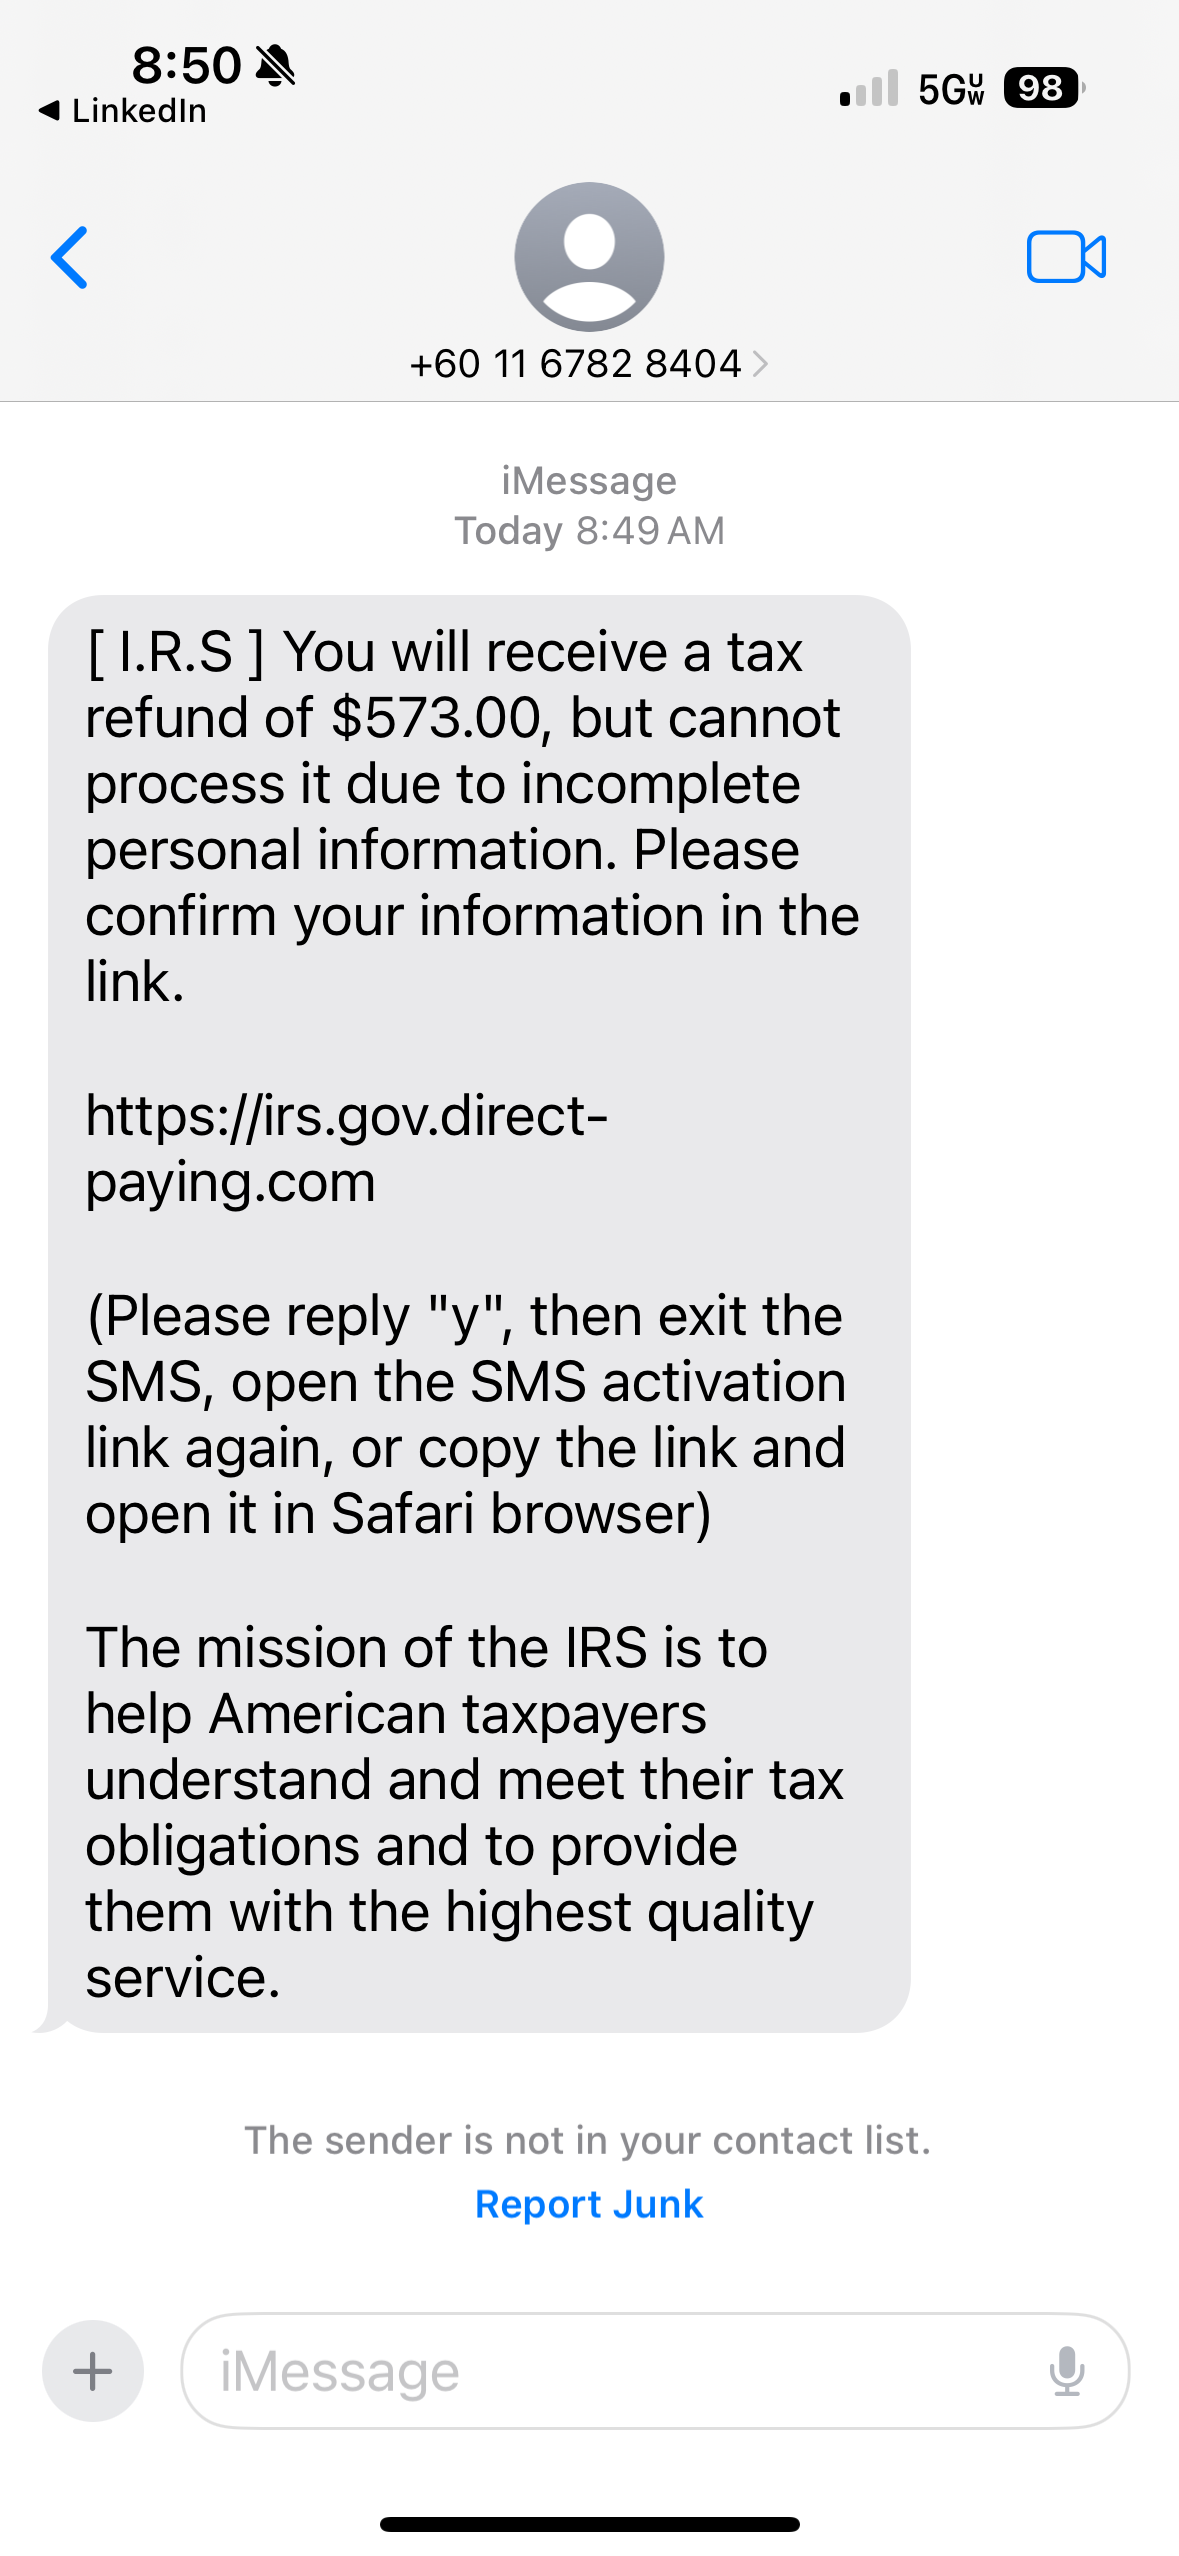 8:50
LinkedIn
5G UW
98
+60 11 6782 8404
iMessage
Today 8:49 AM
[ I.R.S ] You will receive a tax
refund of $573.00, but cannot
process it due to incomplete
personal information. Please
confirm your information in the
link.
https://irs.gov.direct-
paying.com
(Please reply "y", then exit the
SMS, open the SMS activation
link again, or copy the link and
open it in Safari browser)
The mission of the IRS is to
help American taxpayers
understand and meet their tax
obligations and to provide
them with the highest quality
service.
The sender is not in your contact list.
Report Junk
iMessage